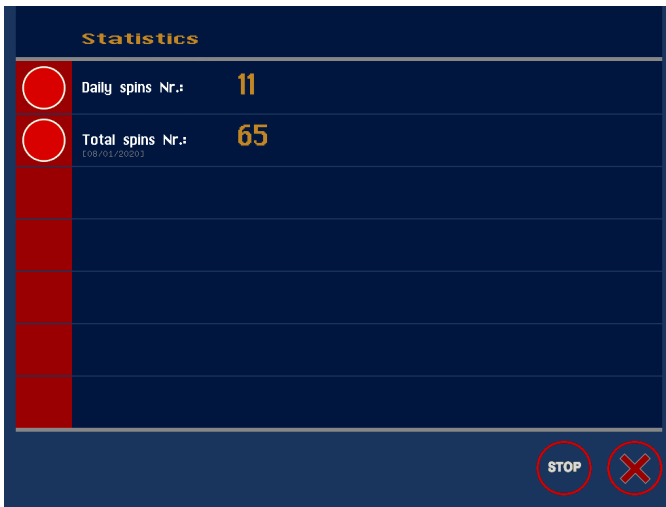 Statistics
Daily spins Nr.: 11
Total spins Nr.: 65
[08/01/2020]
STOP